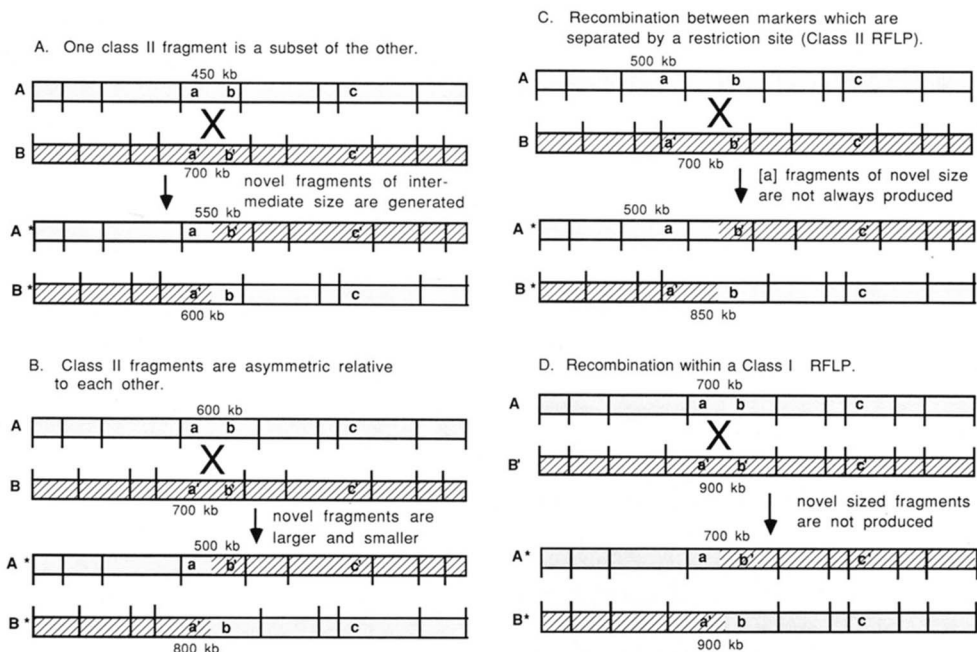 A. One class II fragment is a subset of the other.
450 kb
A a b c
B a' b' c'
700 kb
novel fragments of inter-
mediate size are generated
550 kb
A * a b' c'
B * a' b c
600 kb
B. Class II fragments are asymmetric relative
to each other.
600 kb
A a b c
B a' b' c'
700 kb
novel fragments are
larger and smaller
500 kb
A * a b' c'
B * a' b c
800 kb
C. Recombination between markers which are
separated by a restriction site (Class II RFLP).
500 kb
A a b c
B a' b' c'
700 kb
[a] fragments of novel size
are not always produced
500 kb
A * a b' c'
B * a' b c
850 kb
D. Recombination within a Class I RFLP.
700 kb
A a b c
B' a' b' c'
900 kb
novel sized fragments
are not produced
700 kb
A* a b' c'
B* a' b c
900 kb